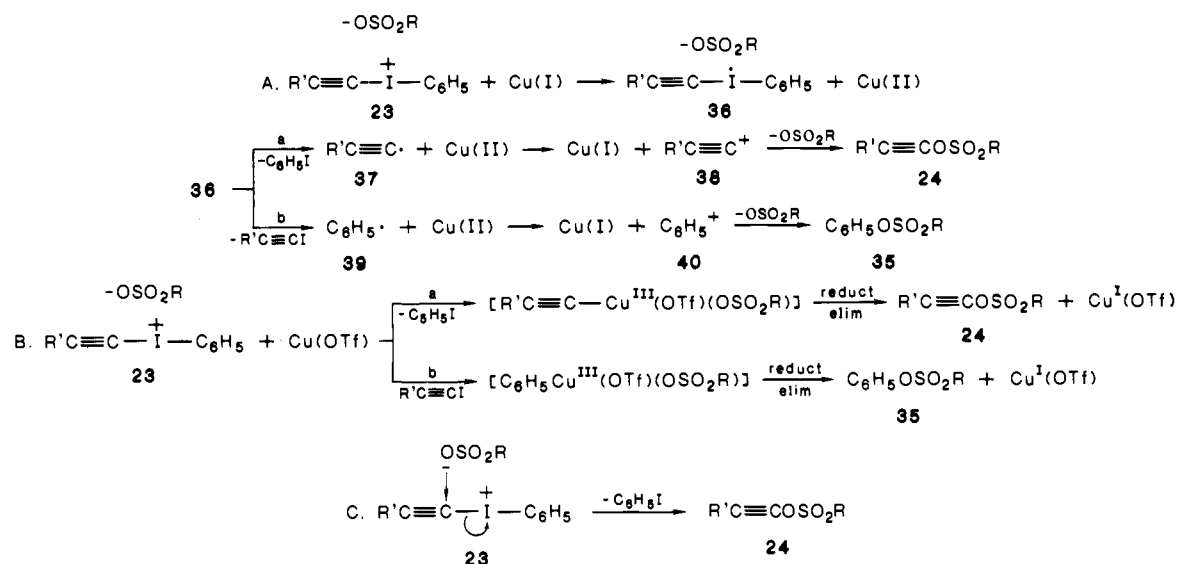 -OSO₂R -OSO₂R
A. R'C≡C—I⁺—C₆H₅ + Cu(I) ⟶ R'C≡C—İ—C₆H₅ + Cu(II)
23 36
36 a -C₆H₅I R'C≡C· + Cu(II) ⟶ Cu(I) + R'C≡C⁺ -OSO₂R R'C≡COSO₂R
37 38 24
b -R'C≡CI C₆H₅· + Cu(II) ⟶ Cu(I) + C₆H₅⁺ -OSO₂R C₆H₅OSO₂R
39 40 35
-OSO₂R
a -C₆H₅I [R'C≡C—Cuᴵᴵᴵ(OTf)(OSO₂R)] reduct elim R'C≡COSO₂R + Cuᴵ(OTf)
24
B. R'C≡C—I⁺—C₆H₅ + Cu(OTf)
23
b R'C≡CI [C₆H₅Cuᴵᴵᴵ(OTf)(OSO₂R)] reduct elim C₆H₅OSO₂R + Cuᴵ(OTf)
35
OSO₂R
-
C. R'C≡C—I⁺—C₆H₅ -C₆H₅I R'C≡COSO₂R
23 24